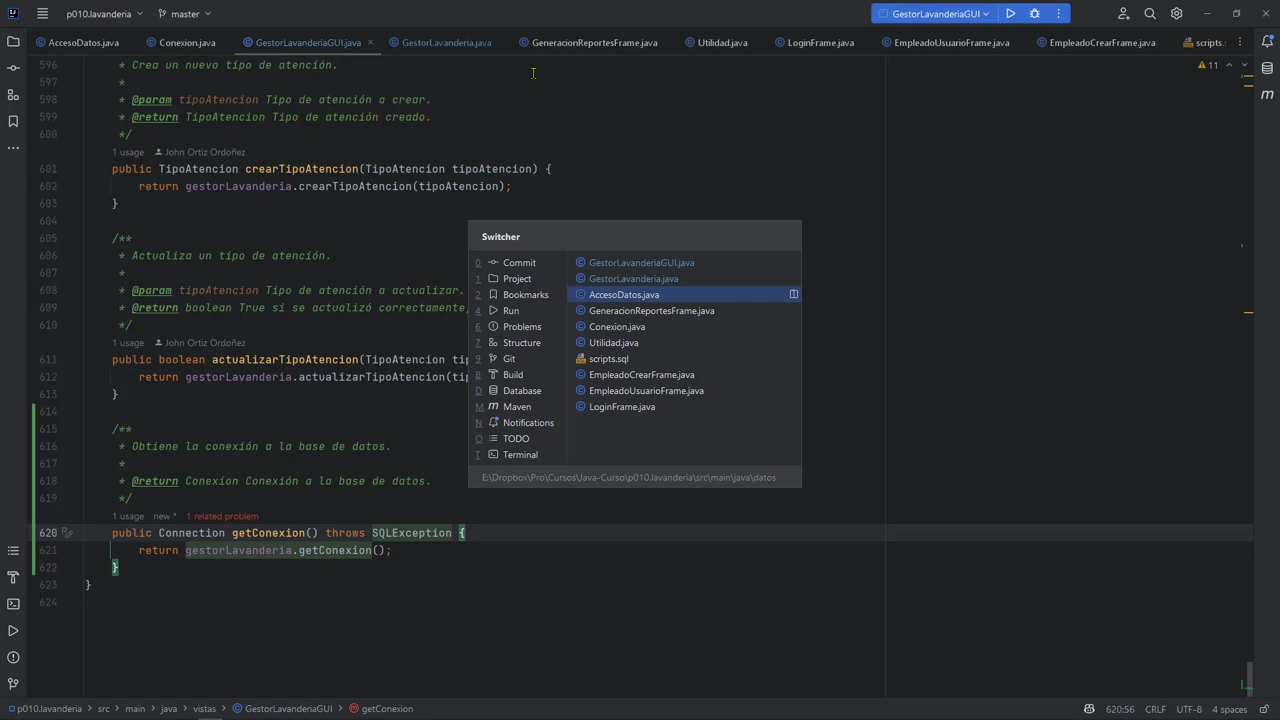 p010.lavanderia
master
GestorLavanderiaGUI
AccesoDatos.java
Conexion.java
GestorLavanderiaGUI.java
GestorLavanderia.java
GeneracionReportesFrame.java
Utilidad.java
LoginFrame.java
EmpleadoUsuarioFrame.java
EmpleadoCrearFrame.java
scripts.
11
596 * Crea un nuevo tipo de atención.
597 *
598 * @param tipoAtencion Tipo de atención a crear.
599 * @return TipoAtencion Tipo de atención creado.
600 */
1 usage John Ortiz Ordoñez
601 public TipoAtencion crearTipoAtencion(TipoAtencion tipoAtencion) {
602 return gestorLavanderia.crearTipoAtencion(tipoAtencion);
603 }
604
605 /**
606 * Actualiza un tipo de atención.
607 *
608 * @param tipoAtencion Tipo de atención a actualizar.
609 * @return boolean True si se actualizó correctamente,
610 */
1 usage John Ortiz Ordoñez
611 public boolean actualizarTipoAtencion(TipoAtencion tip
612 return gestorLavanderia.actualizarTipoAtencion(tip
613 }
614
615 /**
616 * Obtiene la conexión a la base de datos.
617 *
618 * @return Conexion Conexión a la base de datos.
619 */
1 usage new * 1 related problem
620 public Connection getConexion() throws SQLException {
621 return gestorLavanderia.getConexion();
622 }
623 }
624
Switcher
0 Commit
1 Project
2 Bookmarks
4 Run
6 Problems
7 Structure
9 Git
B Build
D Database
M Maven
N Notifications
O TODO
T Terminal
GestorLavanderiaGUI.java
GestorLavanderia.java
AccesoDatos.java
GeneracionReportesFrame.java
Conexion.java
Utilidad.java
scripts.sql
EmpleadoCrearFrame.java
EmpleadoUsuarioFrame.java
LoginFrame.java
E:\Dropbox\Pro\Cursos\Java-Curso\p010.lavanderia\src\main\java\datos
p010.lavanderia > src > main > java > vistas > GestorLavanderiaGUI > getConexion
620:56 CRLF UTF-8 4 spaces